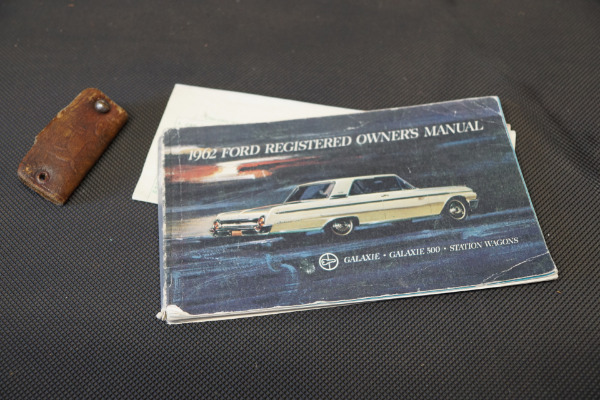 1962 FORD REGISTERED OWNER'S MANUAL
GALAXIE • GALAXIE 500 • STATION WAGONS